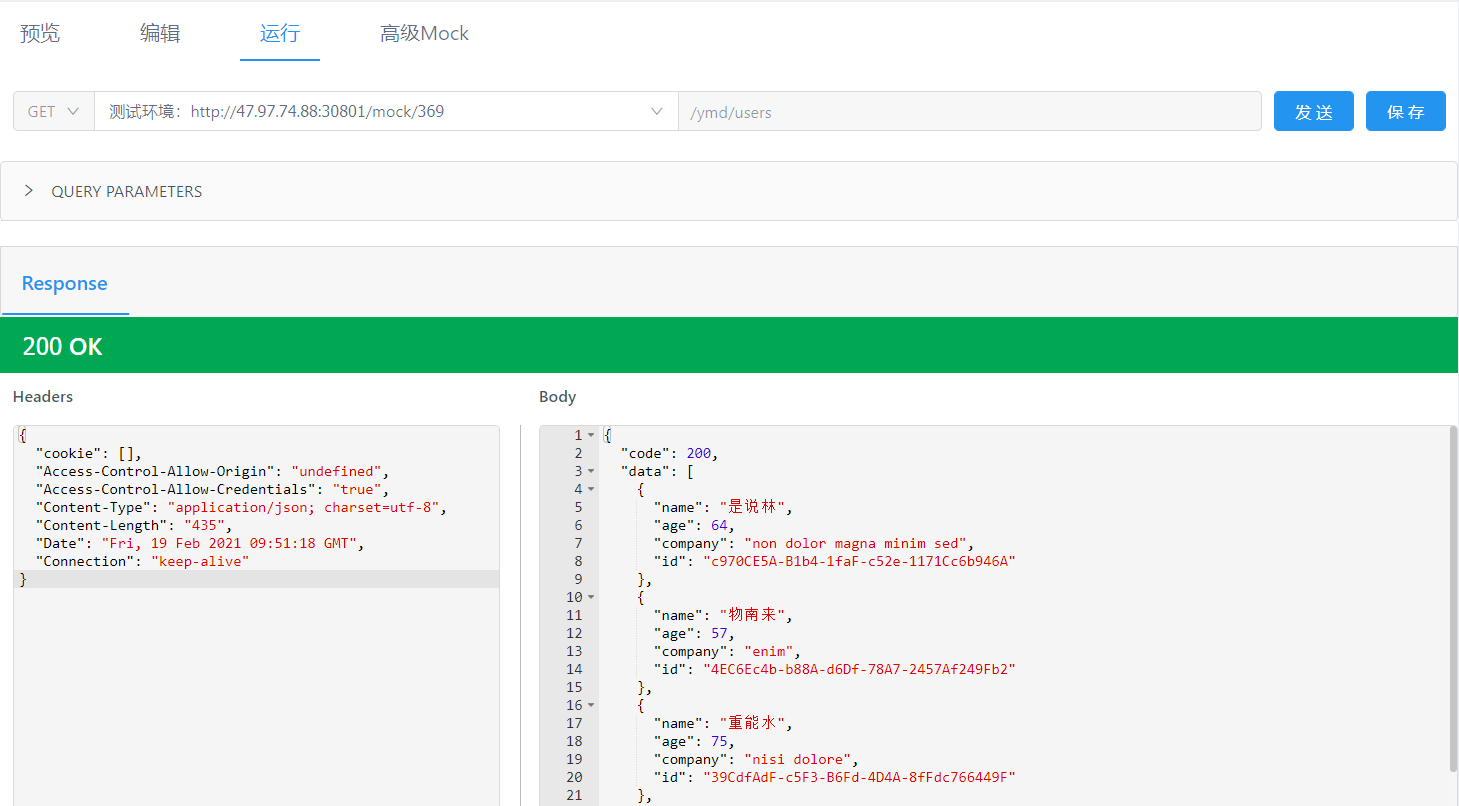 预览 编辑 运行 高级Mock
GET 测试环境：http://47.97.74.88:30801/mock/369 /ymd/users 发 送 保 存
QUERY PARAMETERS
Response
200 OK
Headers
{
"cookie": [],
"Access-Control-Allow-Origin": "undefined",
"Access-Control-Allow-Credentials": "true",
"Content-Type": "application/json; charset=utf-8",
"Content-Length": "435",
"Date": "Fri, 19 Feb 2021 09:51:18 GMT",
"Connection": "keep-alive"
}
Body
1 {
2 "code": 200,
3 "data": [
4 {
5 "name": "是说林",
6 "age": 64,
7 "company": "non dolor magna minim sed",
8 "id": "c970CE5A-B1b4-1faF-c52e-1171Cc6b946A"
9 },
10 {
11 "name": "物南来",
12 "age": 57,
13 "company": "enim",
14 "id": "4EC6Ec4b-b88A-d6Df-78A7-2457Af249Fb2"
15 },
16 {
17 "name": "重能水",
18 "age": 75,
19 "company": "nisi dolore",
20 "id": "39CdfAdF-c5F3-B6Fd-4D4A-8fFdc766449F"
21 },